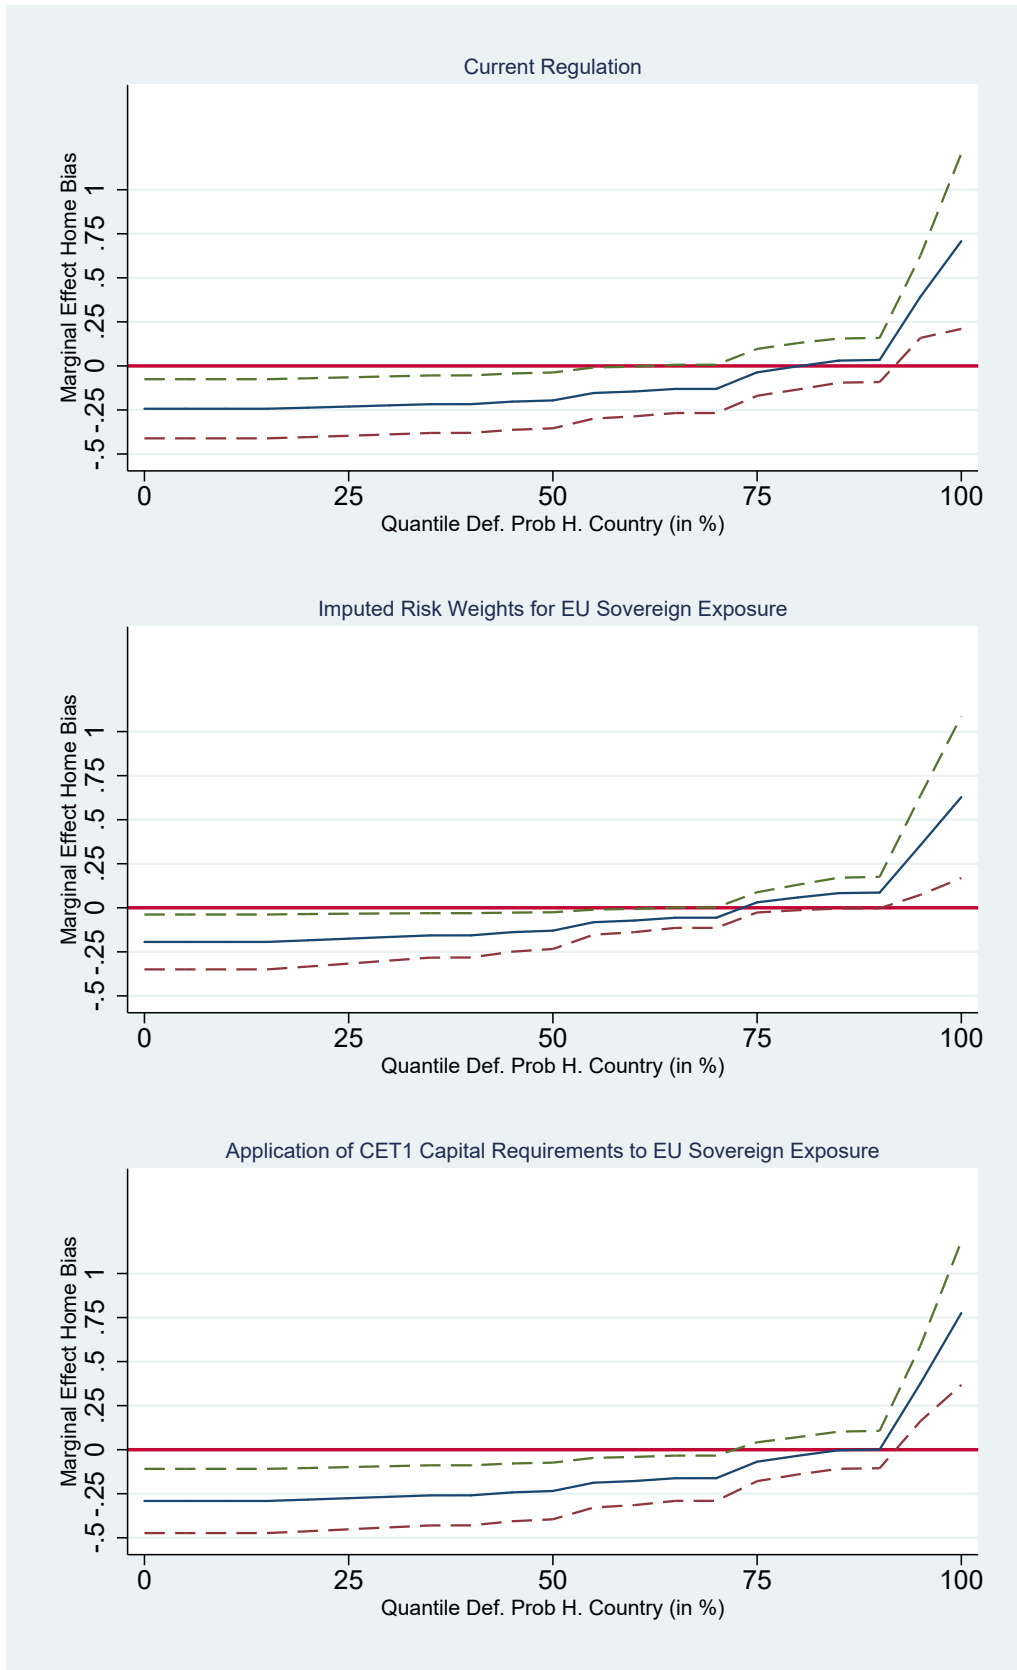 Current Regulation
Marginal Effect Home Bias
1
.75
.5
.25
0
-.25
-.5
0 25 50 75 100
Quantile Def. Prob H. Country (in %)
Imputed Risk Weights for EU Sovereign Exposure
Marginal Effect Home Bias
1
.75
.5
.25
0
-.25
-.5
0 25 50 75 100
Quantile Def. Prob H. Country (in %)
Application of CET1 Capital Requirements to EU Sovereign Exposure
Marginal Effect Home Bias
1
.75
.5
.25
0
-.25
-.5
0 25 50 75 100
Quantile Def. Prob H. Country (in %)